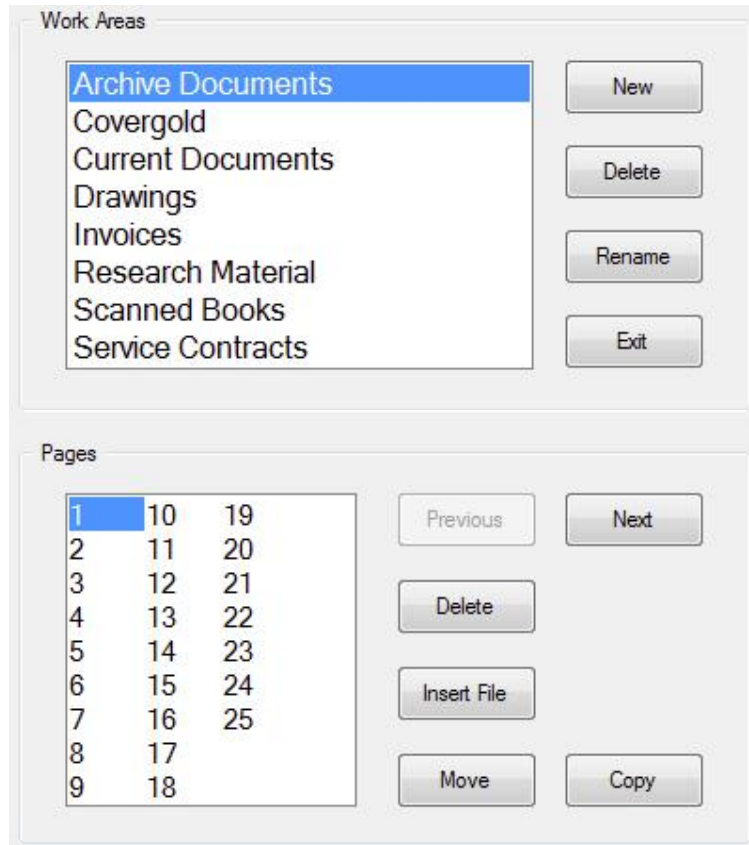 Work Areas
Archive Documents
Covergold
Current Documents
Drawings
Invoices
Research Material
Scanned Books
Service Contracts
New
Delete
Rename
Exit
Pages
1 10 19
2 11 20
3 12 21
4 13 22
5 14 23
6 15 24
7 16 25
8 17
9 18
Previous Next
Delete
Insert File
Move Copy